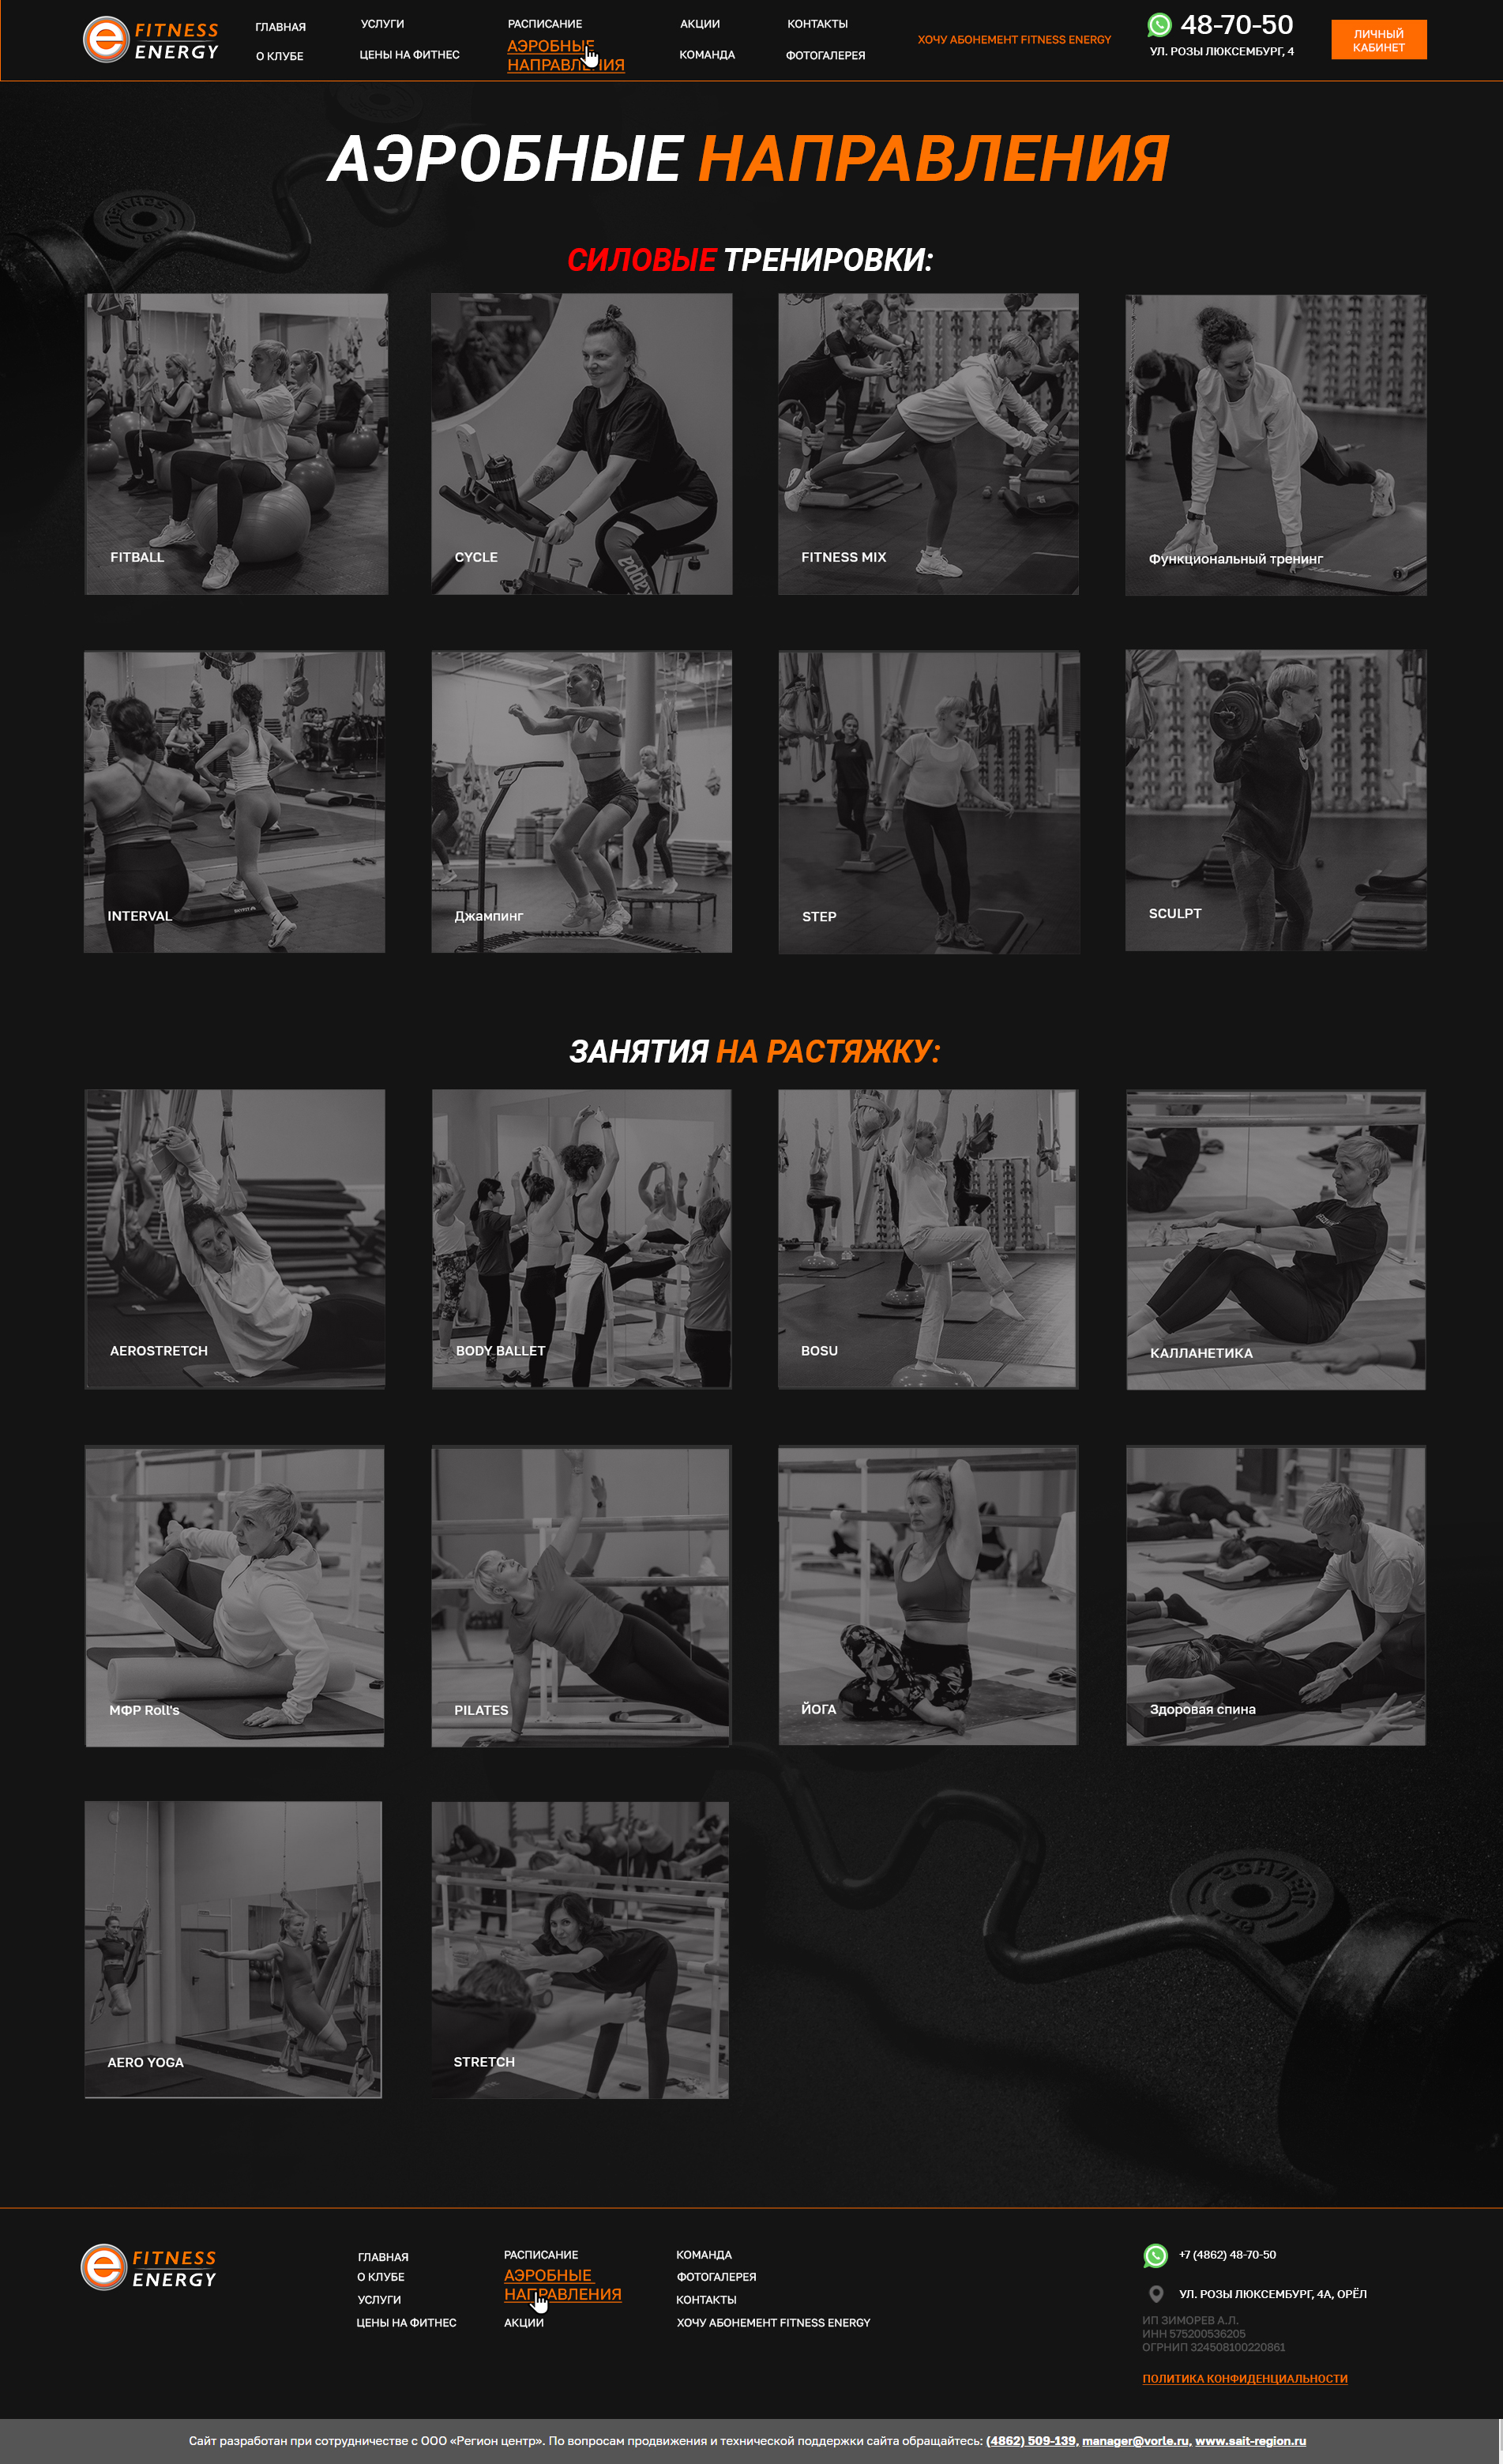 FITNESS
ENERGY
ГЛАВНАЯ
О КЛУБЕ
УСЛУГИ
ЦЕНЫ НА ФИТНЕС
РАСПИСАНИЕ
АЭРОБНЫЕ
НАПРАВЛЕНИЯ
АКЦИИ
КОМАНДА
КОНТАКТЫ
ФОТОГАЛЕРЕЯ
ХОЧУ АБОНЕМЕНТ FITNESS ENERGY
48-70-50
УЛ. РОЗЫ ЛЮКСЕМБУРГ, 4
ЛИЧНЫЙ
КАБИНЕТ
АЭРОБНЫЕ НАПРАВЛЕНИЯ
СИЛОВЫЕ ТРЕНИРОВКИ:
FITBALL
CYCLE
FITNESS MIX
Функциональный тренинг
INTERVAL
Джампинг
STEP
SCULPT
ЗАНЯТИЯ НА РАСТЯЖКУ:
AEROSTRETCH
BODY BALLET
BOSU
КАЛЛАНЕТИКА
МФР Roll's
PILATES
ЙОГА
Здоровая спина
AERO YOGA
STRETCH
FITNESS
ENERGY
ГЛАВНАЯ
О КЛУБЕ
УСЛУГИ
ЦЕНЫ НА ФИТНЕС
РАСПИСАНИЕ
АЭРОБНЫЕ
НАПРАВЛЕНИЯ
АКЦИИ
КОМАНДА
ФОТОГАЛЕРЕЯ
КОНТАКТЫ
ХОЧУ АБОНЕМЕНТ FITNESS ENERGY
+7 (4862) 48-70-50
УЛ. РОЗЫ ЛЮКСЕМБУРГ, 4А, ОРЁЛ
ИП ЗИМОРЕВ А.Л.
ИНН 575200536205
ОГРНИП 324508100220861
ПОЛИТИКА КОНФИДЕНЦИАЛЬНОСТИ
Сайт разработан при сотрудничестве с ООО «Регион центр». По вопросам продвижения и технической поддержки сайта обращайтесь: (4862) 509-139, manager@vorle.ru, www.sait-region.ru